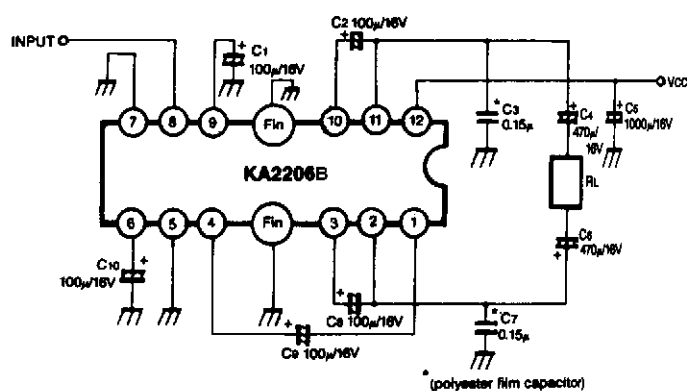 C2 100μ/16V
INPUT
C1
100μ/16V
VCC
7
8
9
Fin
10
11
12
* C3
0.15μ
C4
470μ/
16V
C5
1000μ/16V
KA2206B
RL
6
5
4
Fin
3
2
1
C6
470μ/16V
C10
100μ/16V
C8 100μ/16V
* C7
0.15μ
C9 100μ/16V
*(polyester film capacitor)